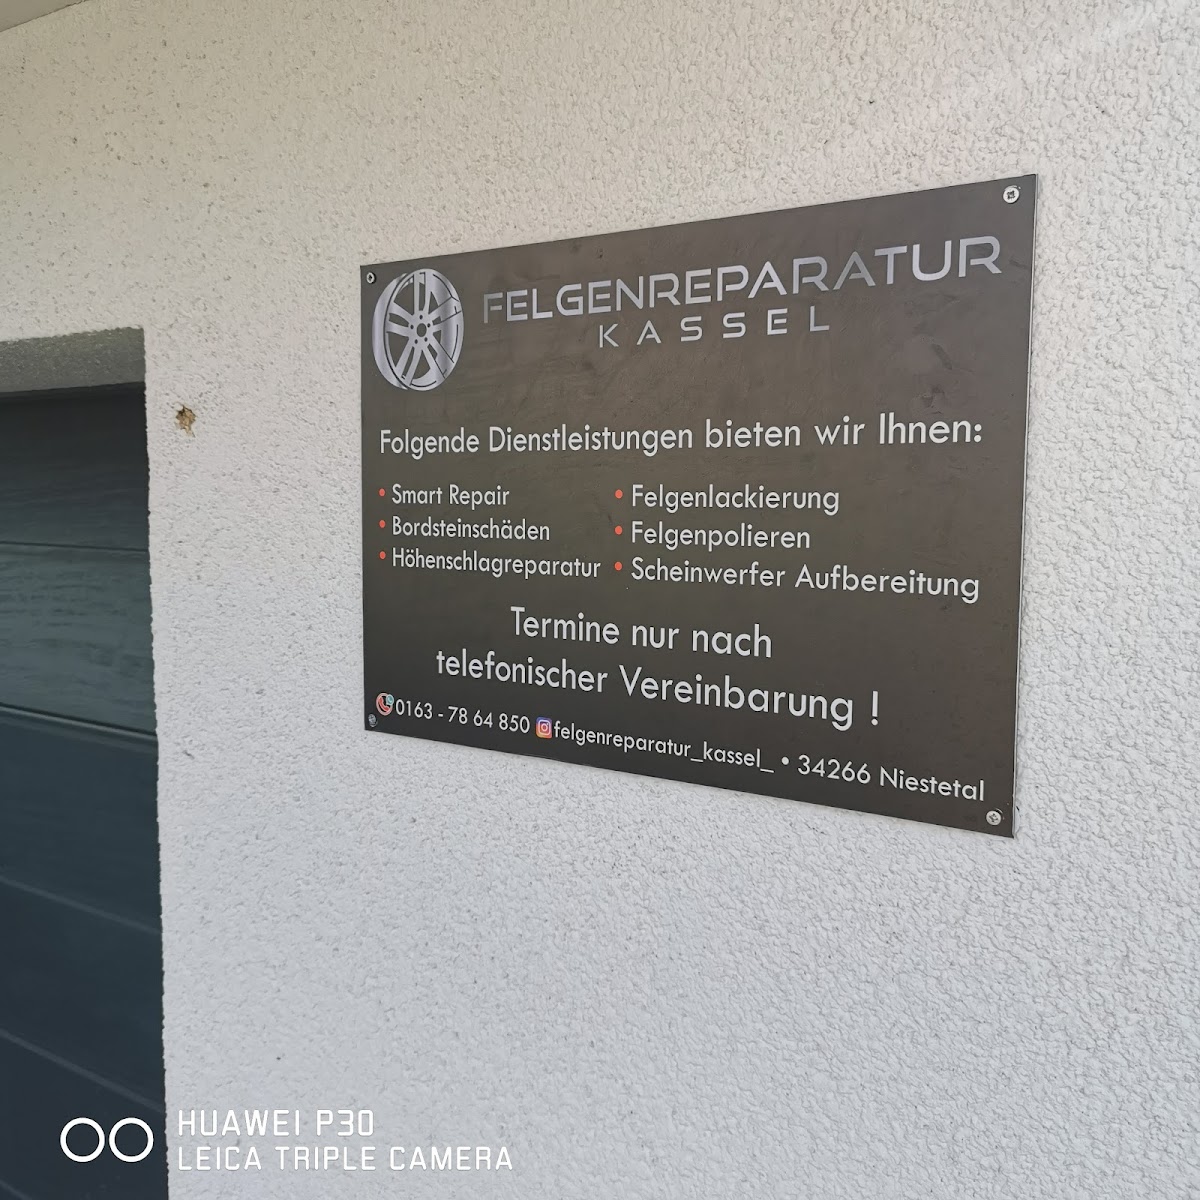 FELGENREPARATUR
KASSEL
Folgende Dienstleistungen bieten wir Ihnen:
• Smart Repair
• Bordsteinschäden
• Höhenschlagreparatur
• Felgenlackierung
• Felgenpolieren
• Scheinwerfer Aufbereitung
Termine nur nach
telefonischer Vereinbarung !
0163 - 78 64 850 felgenreparatur_kassel_ • 34266 Niestetal
HUAWEI P30
LEICA TRIPLE CAMERA